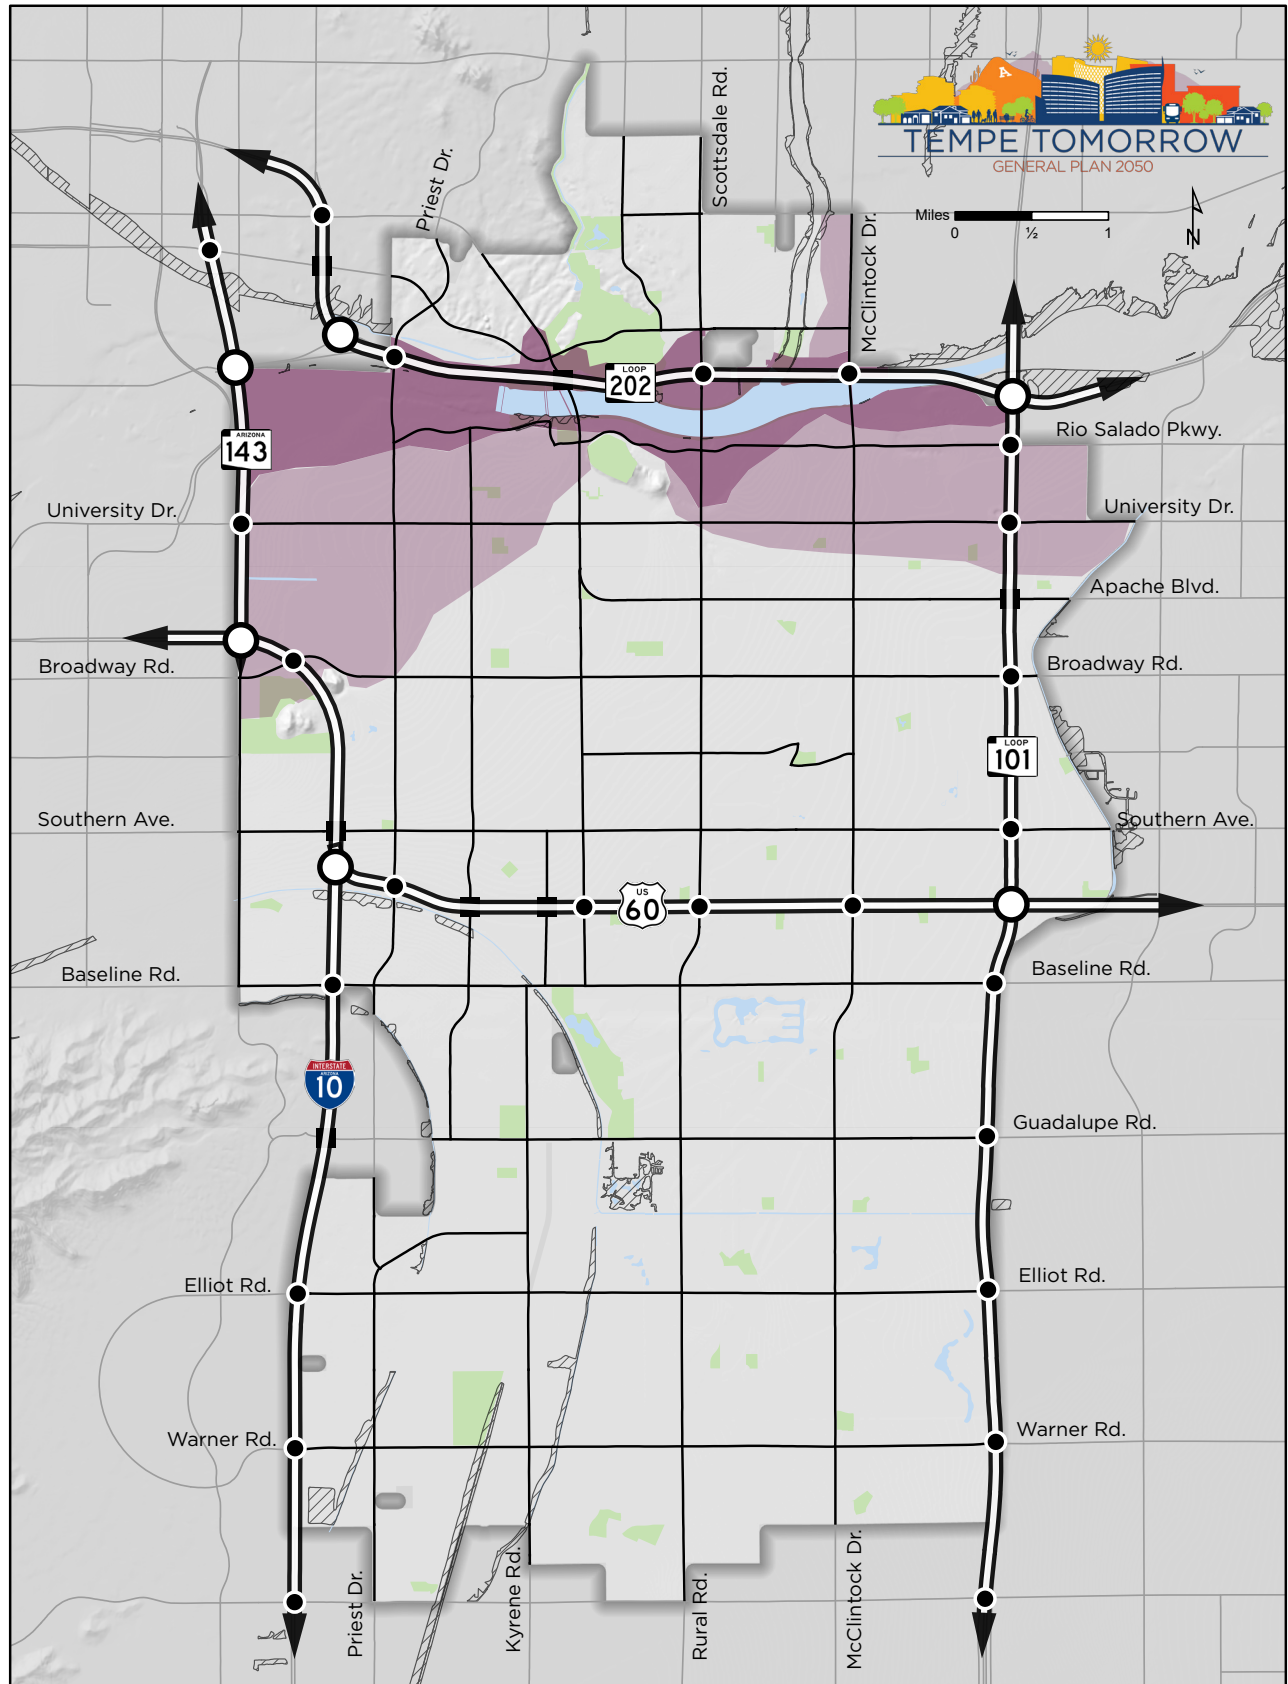 A
TEMPE TOMORROW
GENERAL PLAN 2050
Scottsdale Rd.
Priest Dr.
McClintock Dr.
Miles
0 ½ 1
N
LOOP
202
ARIZONA
143
Rio Salado Pkwy.
University Dr.
University Dr.
Apache Blvd.
Broadway Rd.
Broadway Rd.
LOOP
101
Southern Ave.
Southern Ave.
US
60
Baseline Rd.
Baseline Rd.
INTERSTATE
ARIZONA
10
Guadalupe Rd.
Elliot Rd.
Elliot Rd.
Warner Rd.
Warner Rd.
Priest Dr.
Kyrene Rd.
Rural Rd.
McClintock Dr.